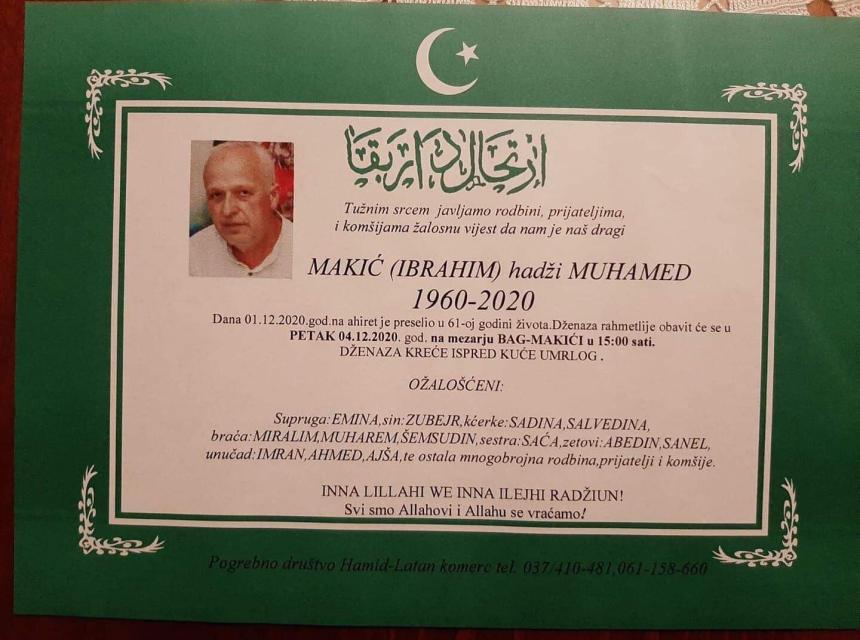 ارتحال دار بقا
Tužnim srcem javljamo rodbini, prijateljima,
i komšijama žalosnu vijest da nam je naš dragi
MAKIĆ (IBRAHIM) hadži MUHAMED
1960-2020
Dana 01.12.2020.god.na ahiret je preselio u 61-oj godini života.Dženaza rahmetlije obavit će se u
PETAK 04.12.2020. god. na mezarju BAG-MAKIĆI u 15:00 sati.
DŽENAZA KREĆE ISPRED KUĆE UMRLOG .
OŽALOŠĆENI:
Supruga:EMINA,sin:ZUBEJR,kćerke:SADINA,SALVEDINA,
braća:MIRALIM,MUHAREM,ŠEMSUDIN,sestra:SAĆA,zetovi:ABEDIN,SANEL,
unučad:IMRAN,AHMED,AJŠA,te ostala mnogobrojna rodbina,prijatelji i komšije.
INNA LILLAHI WE INNA ILEJHI RADŽIUN!
Svi smo Allahovi i Allahu se vraćamo!
Pogrebno društvo Hamid-Latan komerc tel. 037/410-481,061-158-660